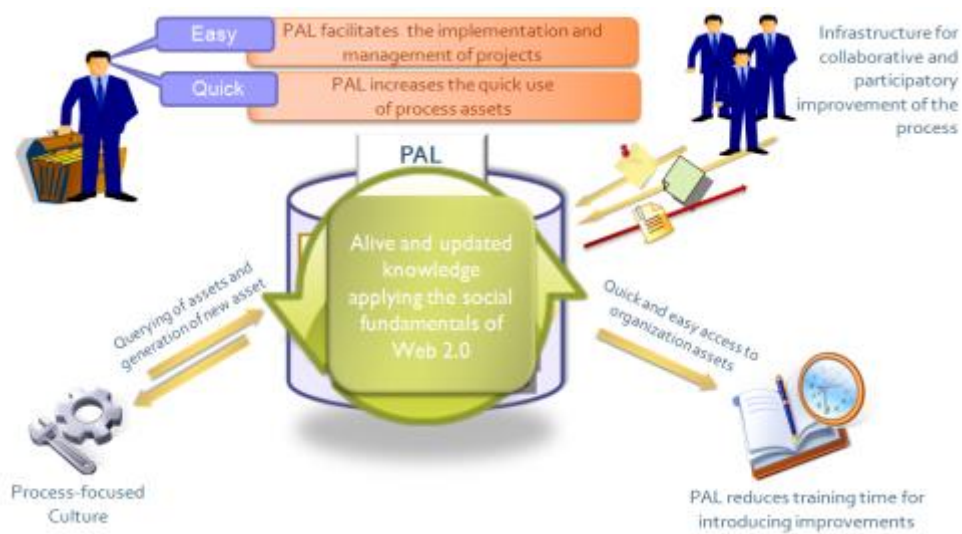 Easy
PAL facilitates the implementation and
management of projects
Quick
PAL increases the quick use
of process assets
Infrastructure for
collaborative and
participatory
improvement of the
process
PAL
Alive and updated
knowledge
applying the social
fundamentals of
Web 2.0
Querying of assets and
generation of new asset
Quick and easy access to
organization assets
Process-focused
Culture
PAL reduces training time for
introducing improvements